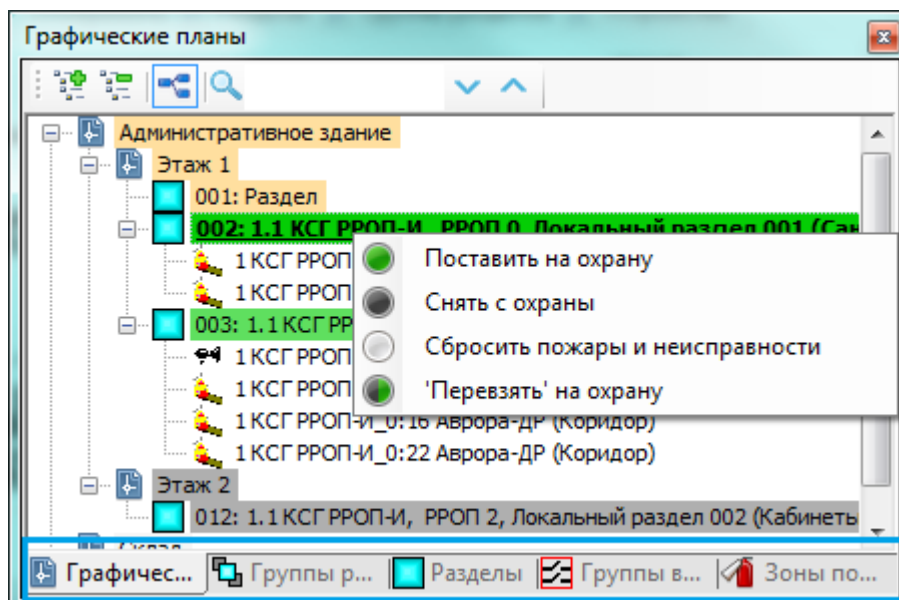 Графические планы
Административное здание
Этаж 1
001: Раздел
002: 1.1 КСГ РРОП-И, РРОП 0, Локальный раздел 001 (Сан
1 КСГ РРОП
Поставить на охрану
1 КСГ РРОП
Снять с охраны
003: 1.1 КСГ РР
Сбросить пожары и неисправности
1 КСГ РРОП
1 КСГ РРОП
'Перевзять' на охрану
1 КСГ РРОП-И_0:16 Аврора-ДР (Коридор)
1 КСГ РРОП-И_0:22 Аврора-ДР (Коридор)
Этаж 2
012: 1.1 КСГ РРОП-И, РРОП 2, Локальный раздел 002 (Кабинеты
Склад
Графичес... Группы р... Разделы Группы в... Зоны по...